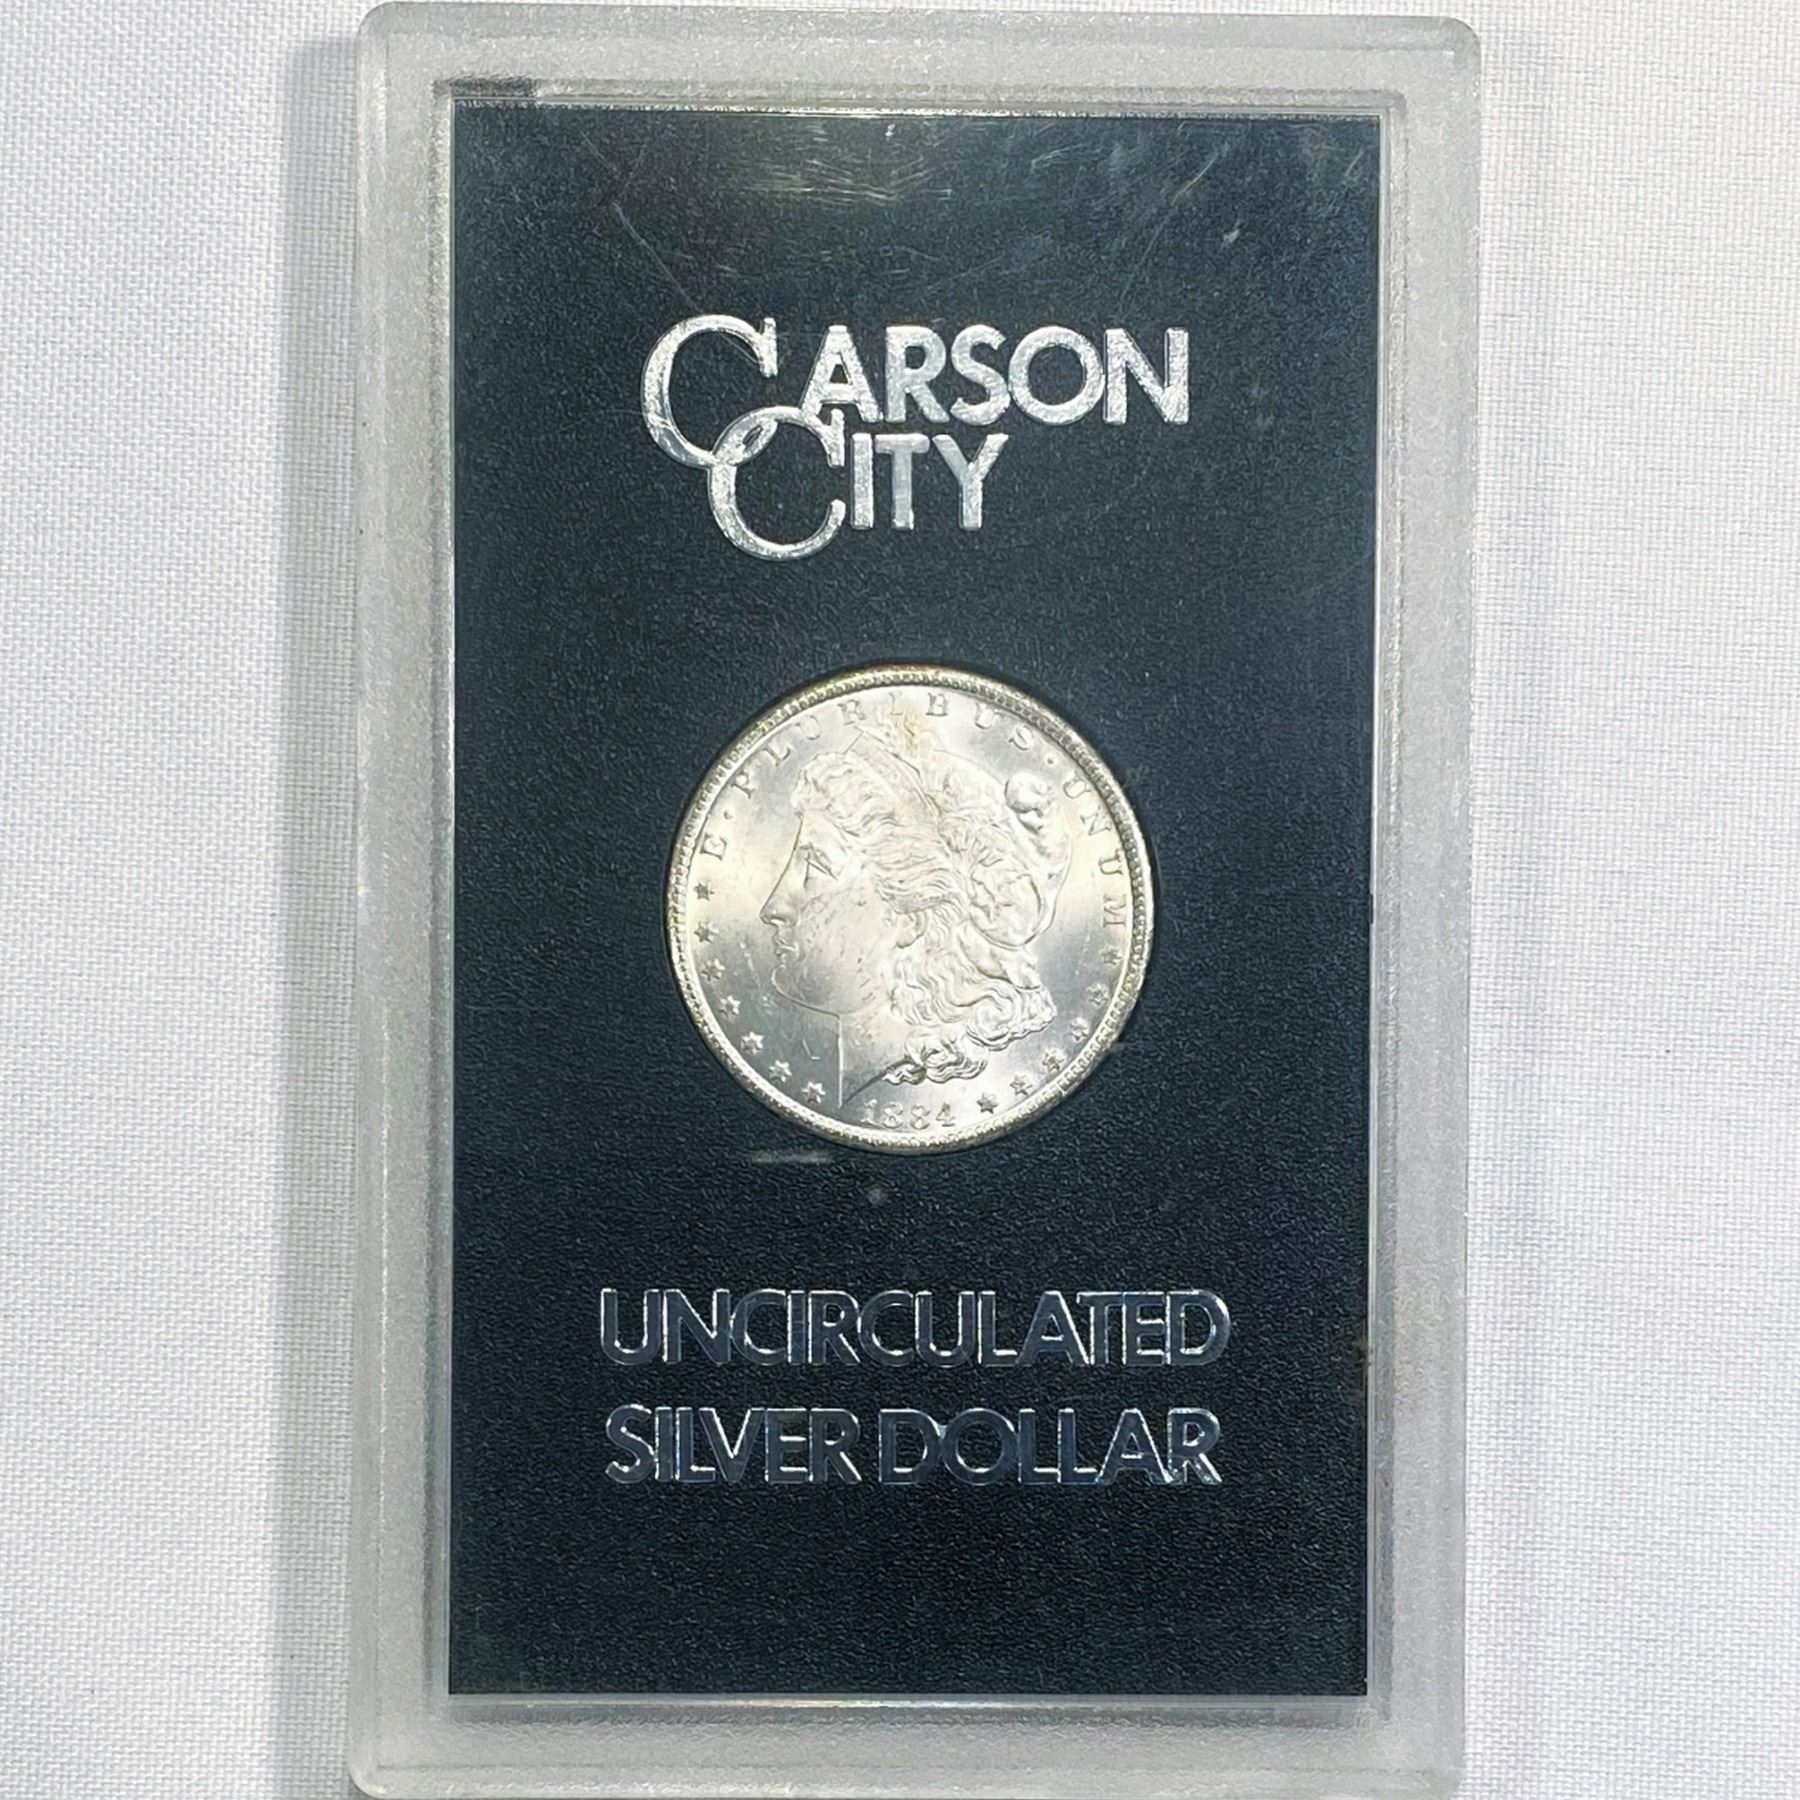 CARSON
CITY
E·PLURIBUS·UNUM
1884
UNCIRCULATED
SILVER DOLLAR